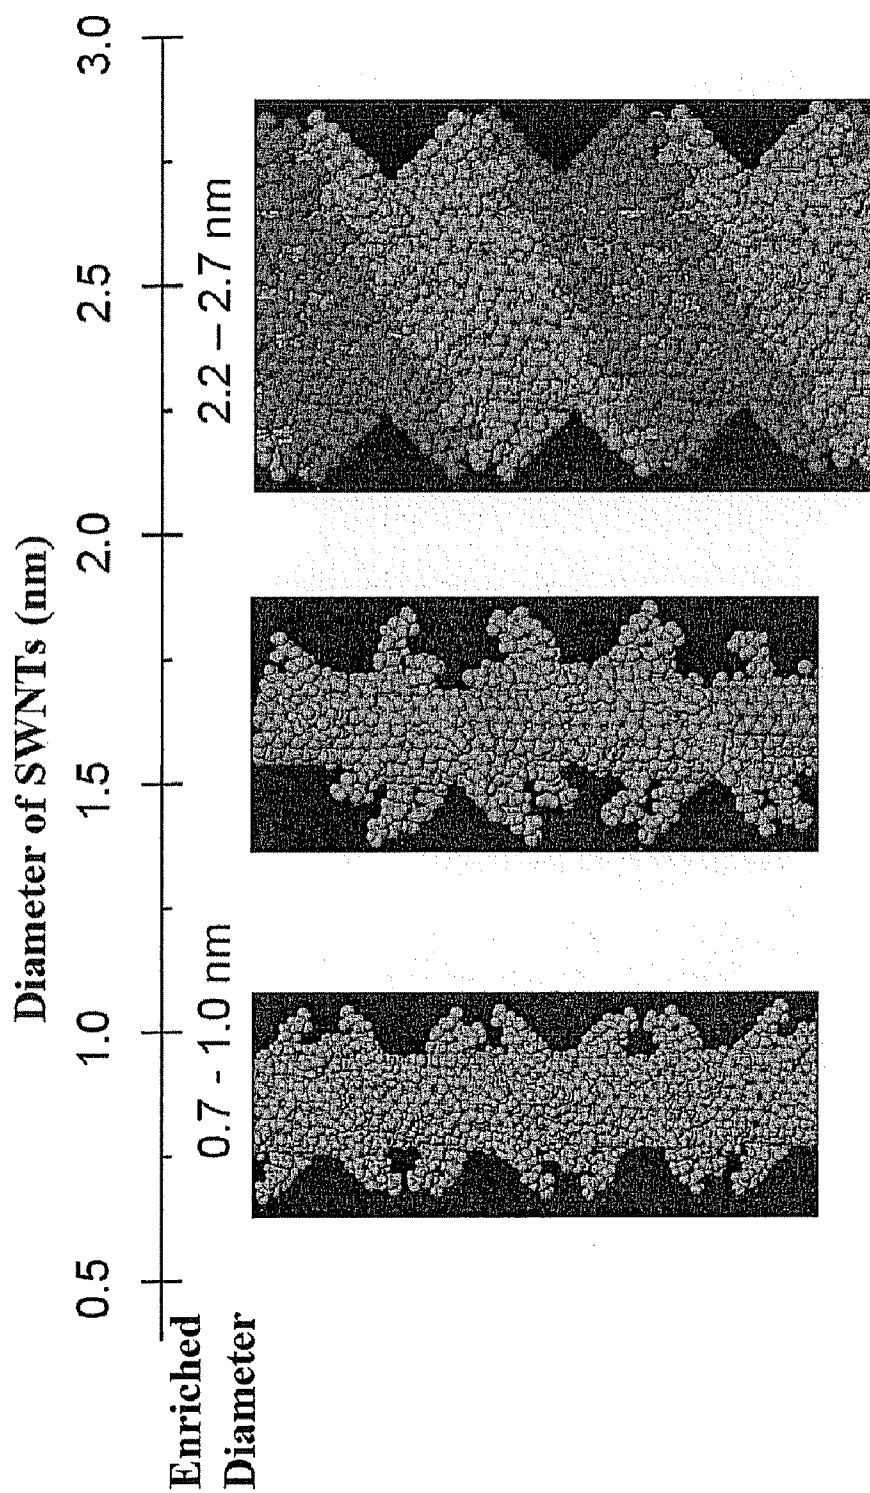 Diameter of SWNTs (nm)
0.5 1.0 1.5 2.0 2.5 3.0
Enriched
Diameter
0.7 - 1.0 nm
2.2 – 2.7 nm